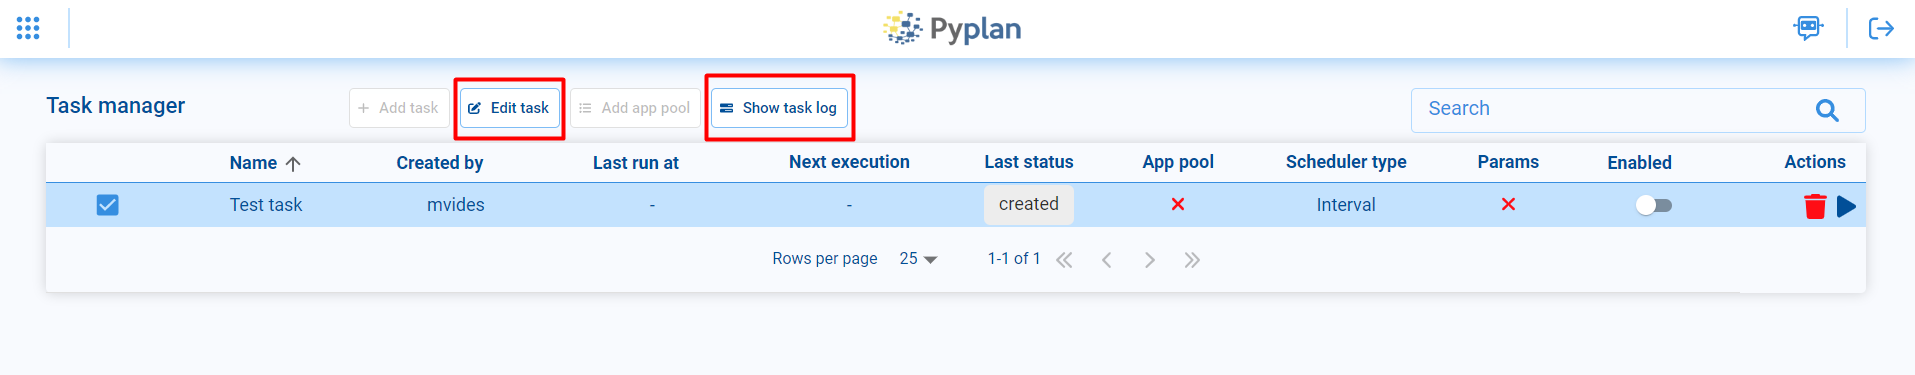 Pyplan
Task manager
Add task
Edit task
Add app pool
Show task log
Search
Name Created by Last run at Next execution Last status App pool Scheduler type Params Enabled Actions
Test task mvides - - created Interval
Rows per page 25 1-1 of 1